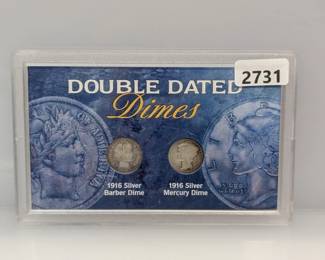 DOUBLE DATED
2731
Dimes
1916 Silver
Barber Dime
1916 Silver
Mercury Dime